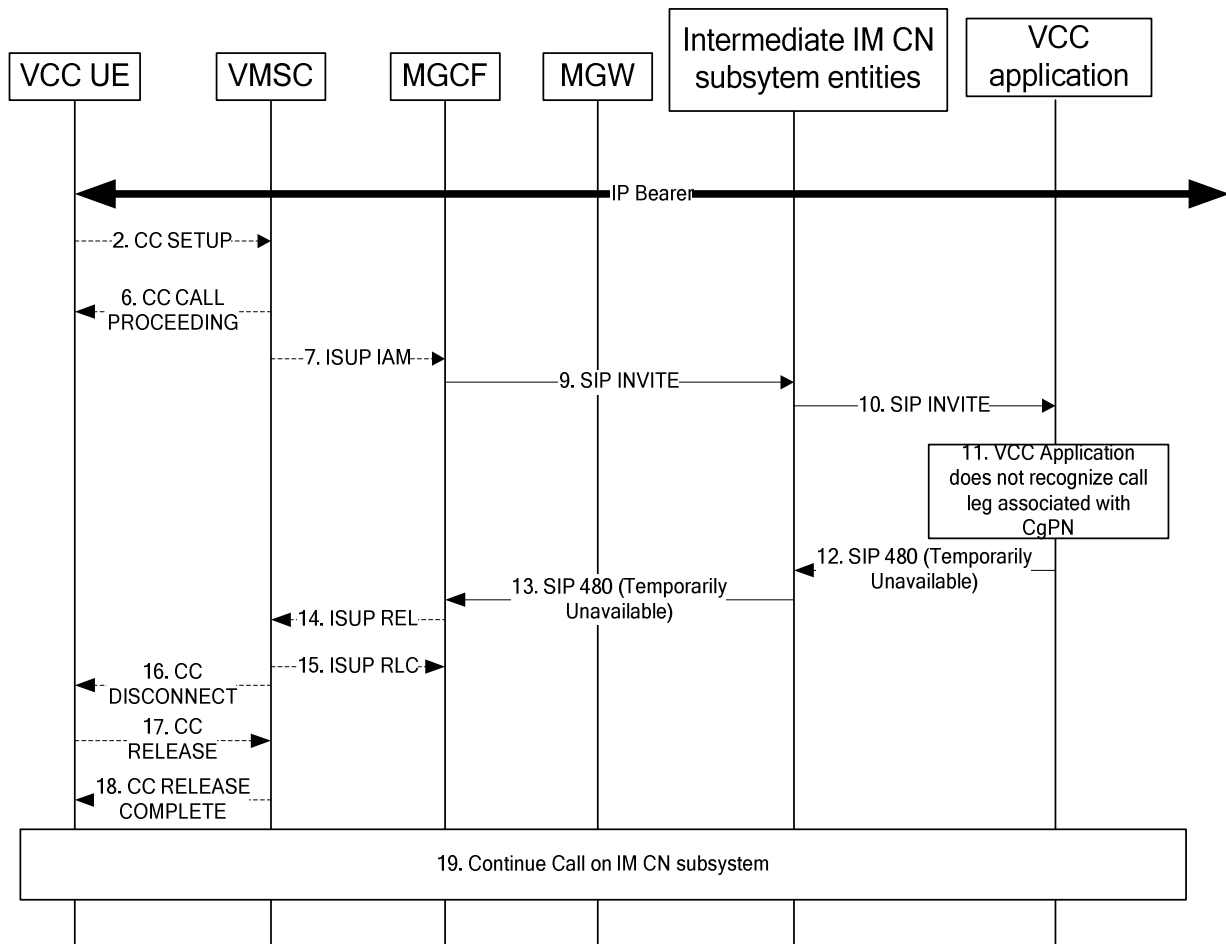 VCC UE
VMSC
MGCF
MGW
Intermediate IM CN
subsytem entities
VCC
application
IP Bearer
2. CC SETUP
6. CC CALL
PROCEEDING
7. ISUP IAM
9. SIP INVITE
10. SIP INVITE
11. VCC Application
does not recognize call
leg associated with
CgPN
12. SIP 480 (Temporarily
Unavailable)
13. SIP 480 (Temporarily
Unavailable)
14. ISUP REL
15. ISUP RLC
16. CC
DISCONNECT
17. CC
RELEASE
18. CC RELEASE
COMPLETE
19. Continue Call on IM CN subsystem